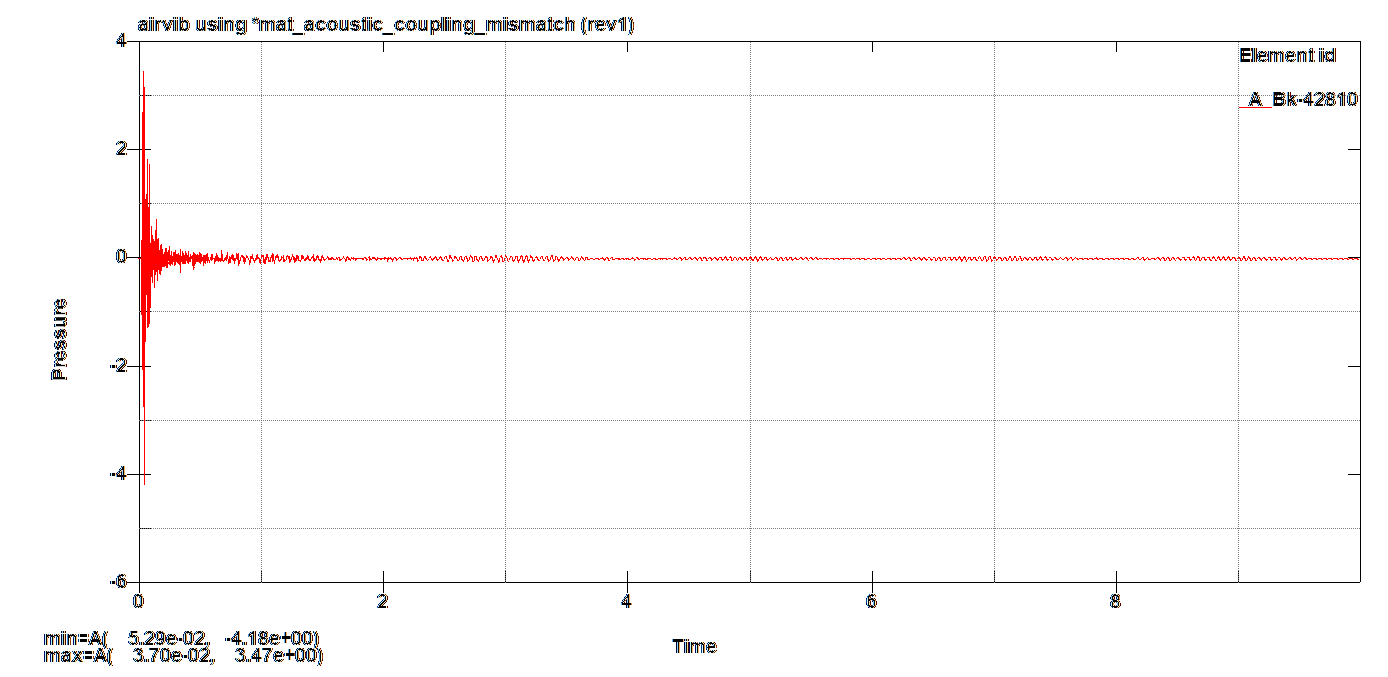 airvib using *mat_acoustic_coupling_mismatch (rev1)
Element id
_A_Bk-42810
4
2
0
-2
-4
-6
Pressure
0
2
4
6
8
Time
min=A( 5.29e-02, -4.18e+00)
max=A( 3.70e-02, 3.47e+00)